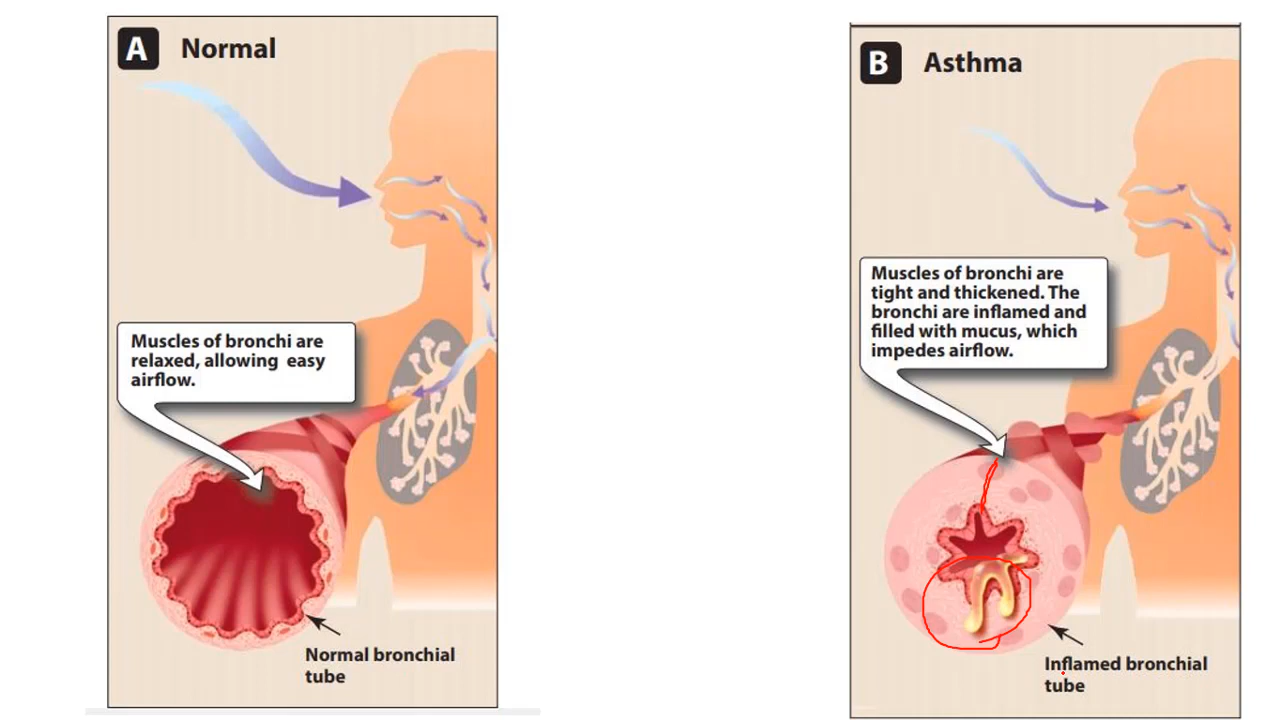 A Normal
Muscles of bronchi are
relaxed, allowing easy
airflow.
Normal bronchial
tube
B Asthma
Muscles of bronchi are
tight and thickened. The
bronchi are inflamed and
filled with mucus, which
impedes airflow.
Inflamed bronchial
tube